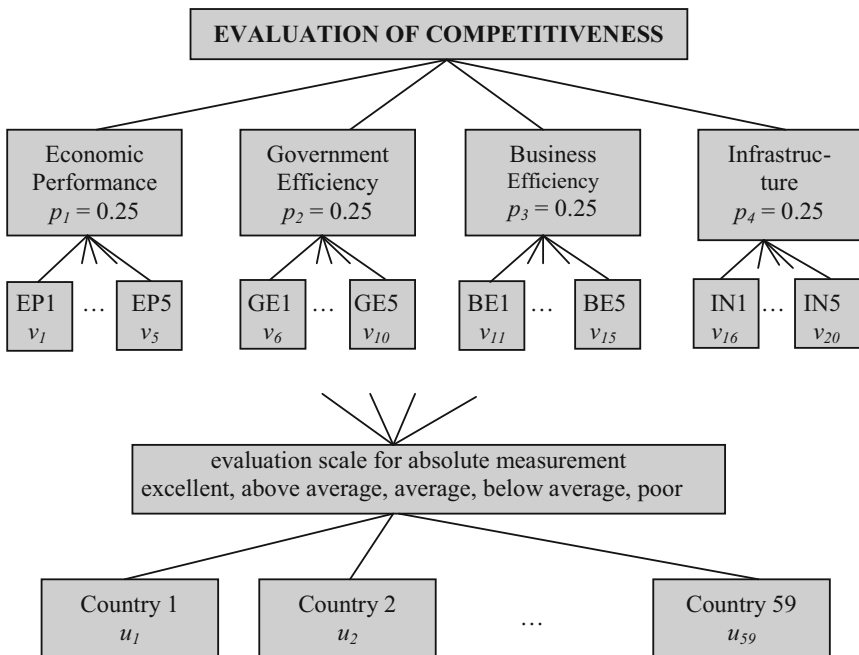 EVALUATION OF COMPETITIVENESS
Economic
Performance
p1 = 0.25
Government
Efficiency
p2 = 0.25
Business
Efficiency
p3 = 0.25
Infrastruc-
ture
p4 = 0.25
EP1
v1
…
EP5
v5
GE1
v6
…
GE5
v10
BE1
v11
…
BE5
v15
IN1
v16
…
IN5
v20
evaluation scale for absolute measurement
excellent, above average, average, below average, poor
Country 1
u1
Country 2
u2
…
Country 59
u59